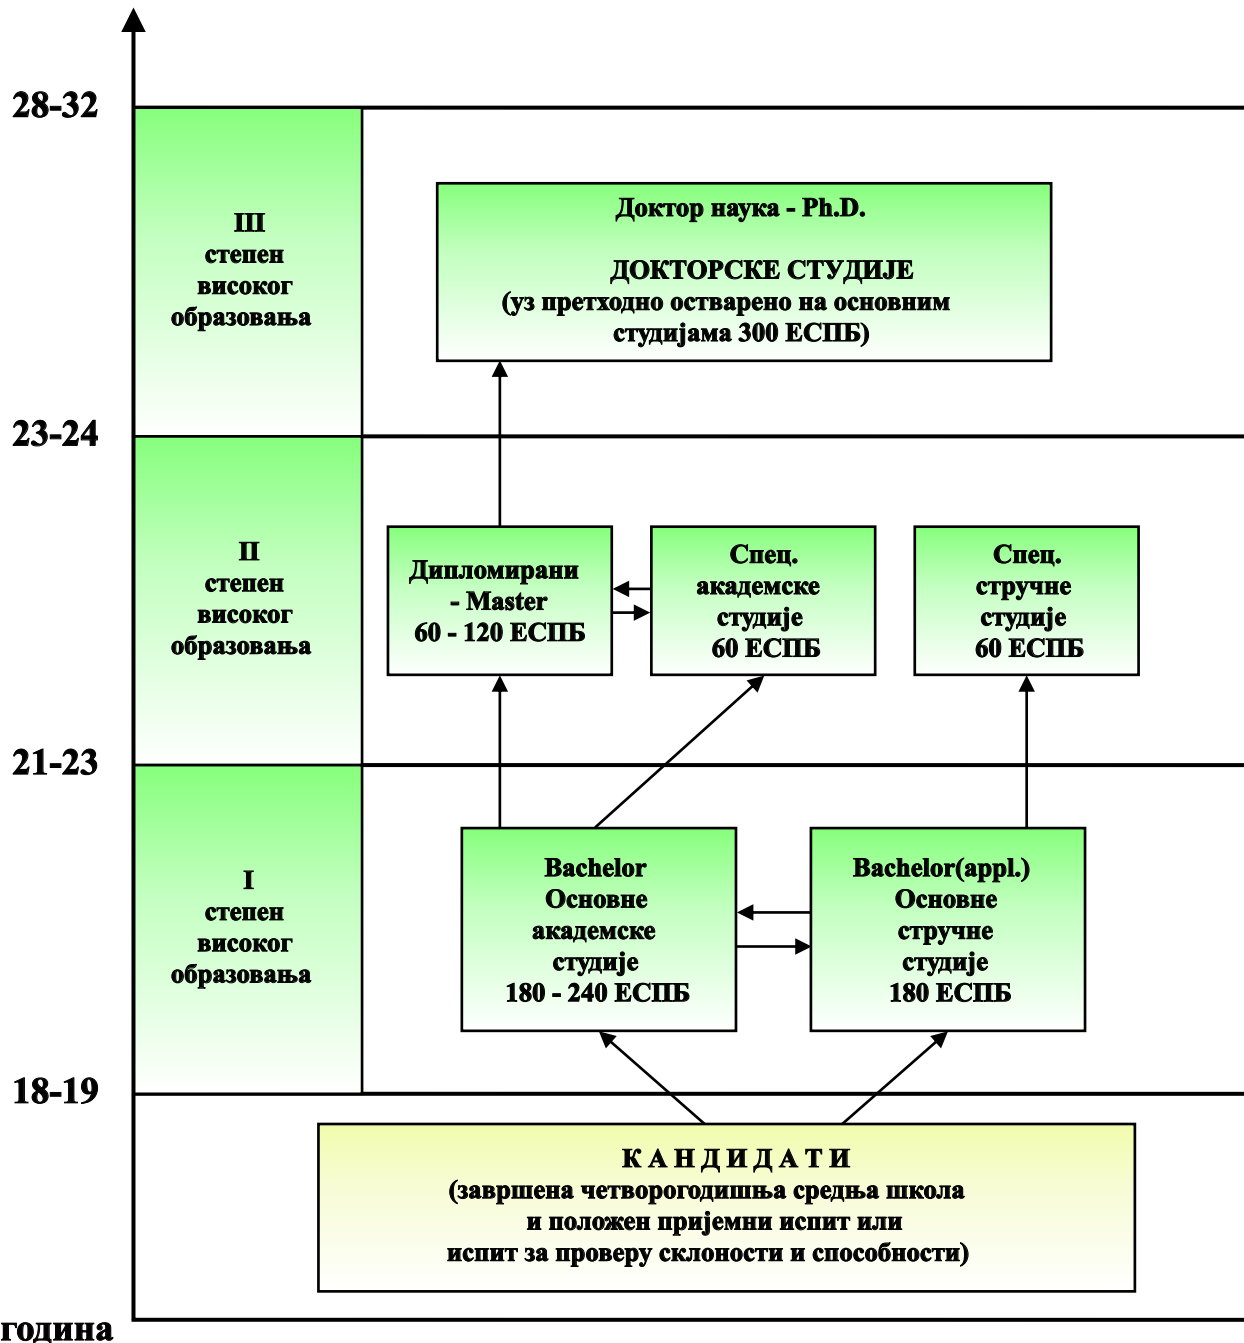 28-32
III
степен
високог
образовања
Доктор наука - Ph.D.
ДОКТОРСКЕ СТУДИЈЕ
(уз претходно остварено на основним
студијама 300 ЕСПБ)
23-24
II
степен
високог
образовања
Дипломирани
- Master
60 - 120 ЕСПБ
Спец.
академске
студије
60 ЕСПБ
Спец.
стручне
студије
60 ЕСПБ
21-23
I
степен
високог
образовања
Bachelor
Основне
академске
студије
180 - 240 ЕСПБ
Bachelor(appl.)
Основне
стручне
студије
180 ЕСПБ
18-19
К А Н Д И Д А Т И
(завршена четворогодишња средња школа
и положен пријемни испит или
испит за проверу склоности и способности)
година